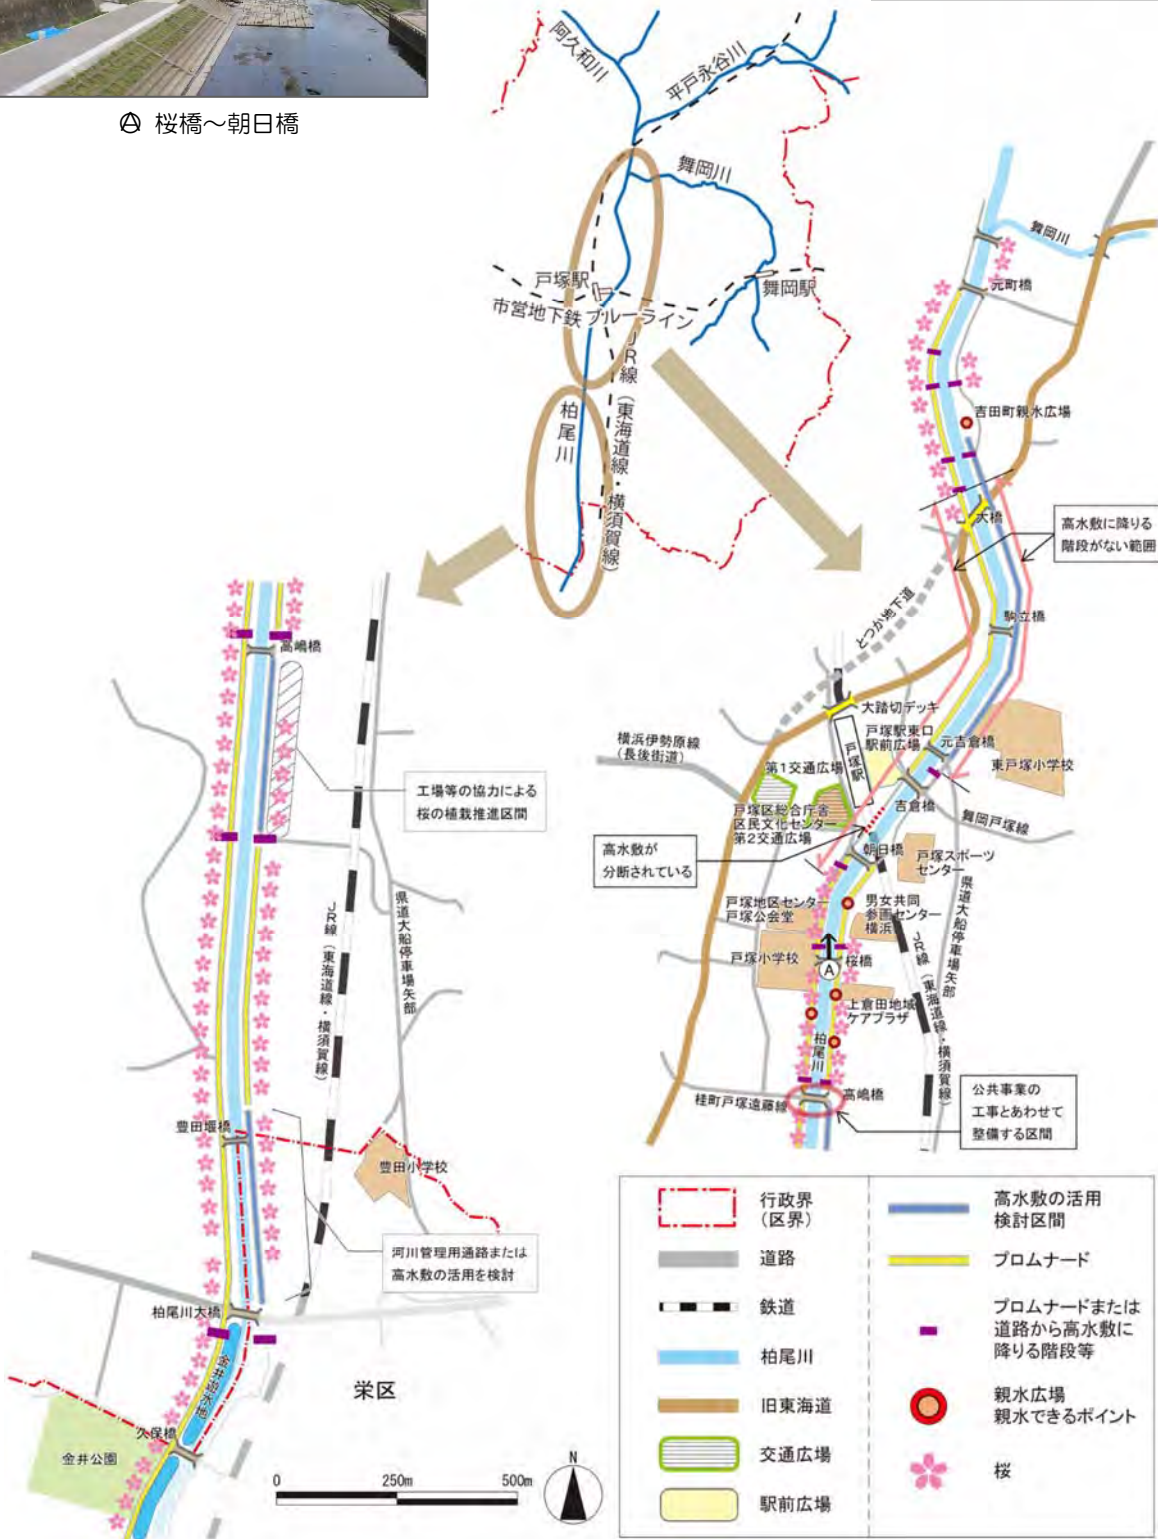 Ⓐ 桜橋～朝日橋
阿久和川
平戸永谷川
舞岡川
戸塚駅
舞岡駅
市営地下鉄 ブルーライン
JR線（東海道線・横須賀線）
柏尾川
舞岡川
元町橋
吉田町親水広場
大橋
高水敷に降りる
階段がない範囲
とつか地下道
駒立橋
大踏切デッキ
戸塚駅東口
駅前広場
元吉倉橋
東戸塚小学校
横浜伊勢原線
（長後街道）
第1交通広場
戸塚駅
吉倉橋
舞岡戸塚線
戸塚区総合庁舎
区民文化センター
第2交通広場
高水敷が
分断されている
朝日橋
戸塚スポーツ
センター
戸塚地区センター
戸塚公会堂
男女共同
参画センター
横浜
県道大船停車場矢部
戸塚小学校
桜橋
A
JR線（東海道線・横須賀線）
上倉田地域
ケアプラザ
柏尾川
桂町戸塚遠藤線
高嶋橋
公共事業の
工事とあわせて
整備する区間
高嶋橋
工場等の協力による
桜の植栽推進区間
JR線（東海道線・横須賀線）
県道大船停車場矢部
豊田堰橋
豊田小学校
河川管理用通路または
高水敷の活用を検討
柏尾川大橋
金井遊水地
栄区
久保橋
金井公園
0 250m 500m
N
行政界
（区界）
道路
鉄道
柏尾川
旧東海道
交通広場
駅前広場
高水敷の活用
検討区間
プロムナード
プロムナードまたは
道路から高水敷に
降りる階段等
親水広場
親水できるポイント
桜